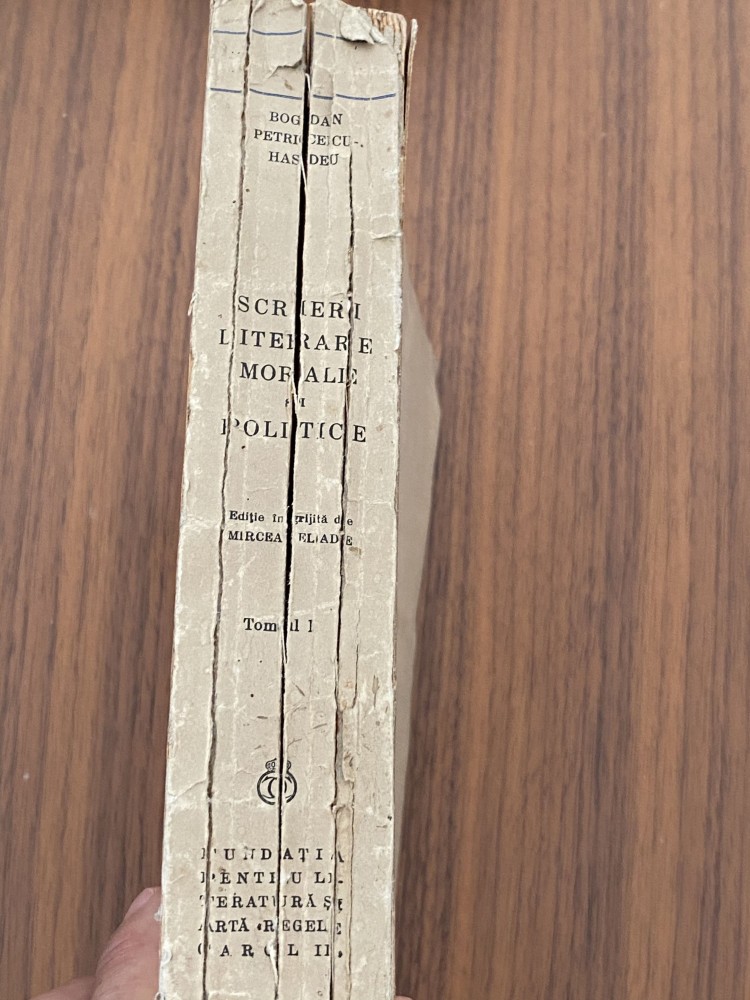 BOGDAN
PETRICEICU-
HASDEU
SCRIERI
LITERARE
MORALE
ȘI
POLITICE
Ediție îngrijită de
MIRCEA ELIADE
Tomul I
FUNDAȚIA
PENTRU LI-
TERATURĂ ȘI
ARTĂ «REGELE
CAROL II»